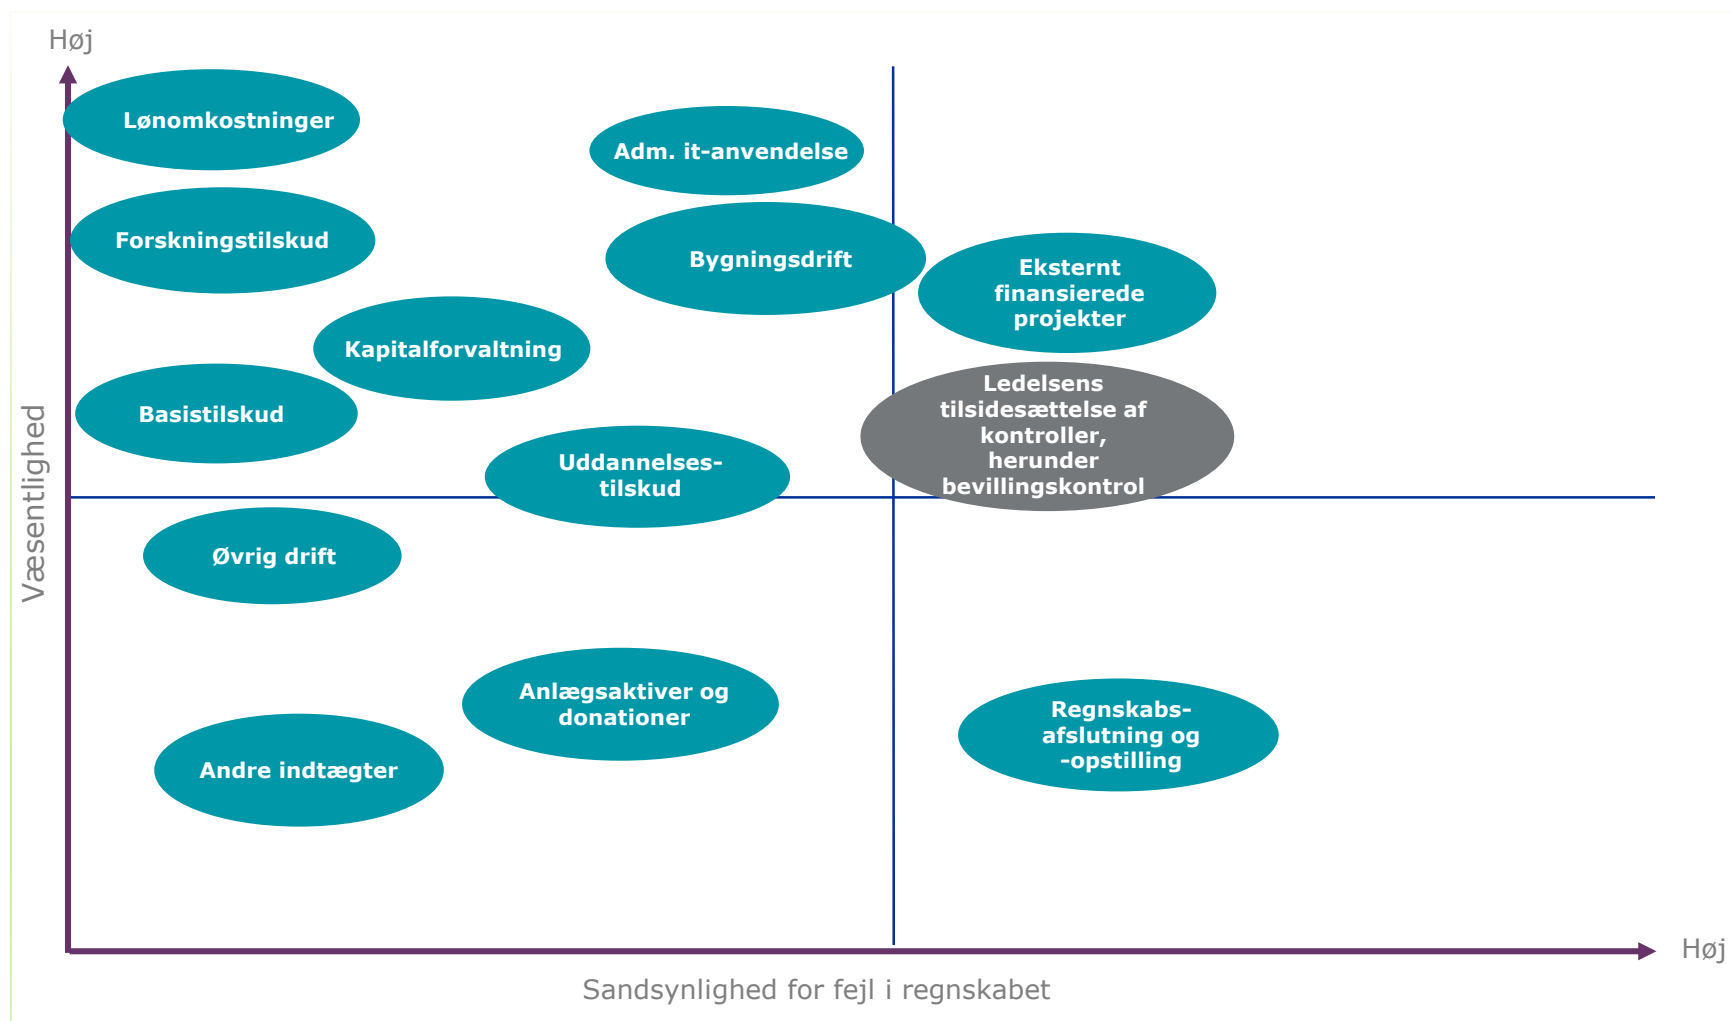 Høj
Lønomkostninger
Adm. it-anvendelse
Forskningstilskud
Bygningsdrift
Eksternt
finansierede
projekter
Kapitalforvaltning
Basistilskud
Ledelsens
tilsidesættelse af
kontroller,
herunder
bevillingskontrol
Uddannelses-
tilskud
Væsentlighed
Øvrig drift
Anlægsaktiver og
donationer
Regnskabs-
afslutning og
-opstilling
Andre indtægter
Høj
Sandsynlighed for fejl i regnskabet